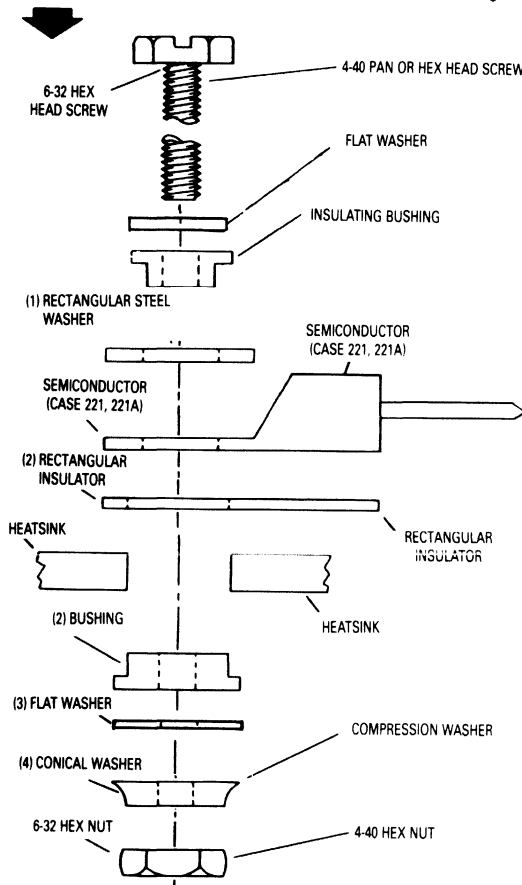 6-32 HEX
HEAD SCREW
4-40 PAN OR HEX HEAD SCREW
FLAT WASHER
INSULATING BUSHING
(1) RECTANGULAR STEEL
WASHER
SEMICONDUCTOR
(CASE 221, 221A)
SEMICONDUCTOR
(CASE 221, 221A)
(2) RECTANGULAR
INSULATOR
RECTANGULAR
INSULATOR
HEATSINK
HEATSINK
(2) BUSHING
(3) FLAT WASHER
COMPRESSION WASHER
(4) CONICAL WASHER
6-32 HEX NUT
4-40 HEX NUT